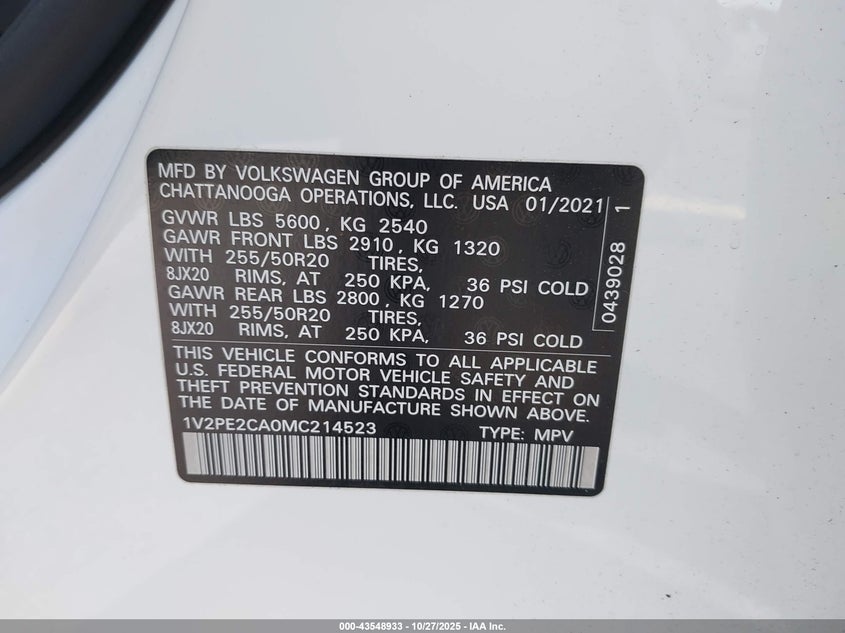 MFD BY VOLKSWAGEN GROUP OF AMERICA
CHATTANOOGA OPERATIONS, LLC. USA 01/2021
GVWR LBS 5600, KG 2540
GAWR FRONT LBS 2910, KG 1320
WITH 255/50R20 TIRES,
8JX20 RIMS, AT 250 KPA, 36 PSI COLD
GAWR REAR LBS 2800, KG 1270
WITH 255/50R20 TIRES,
8JX20 RIMS, AT 250 KPA, 36 PSI COLD
0439028 1
THIS VEHICLE CONFORMS TO ALL APPLICABLE
U.S. FEDERAL MOTOR VEHICLE SAFETY AND
THEFT PREVENTION STANDARDS IN EFFECT ON
THE DATE OF MANUFACTURE SHOWN ABOVE.
1V2PE2CA0MC214523 TYPE: MPV
000-43548933 - 10/27/2025 - IAA Inc.